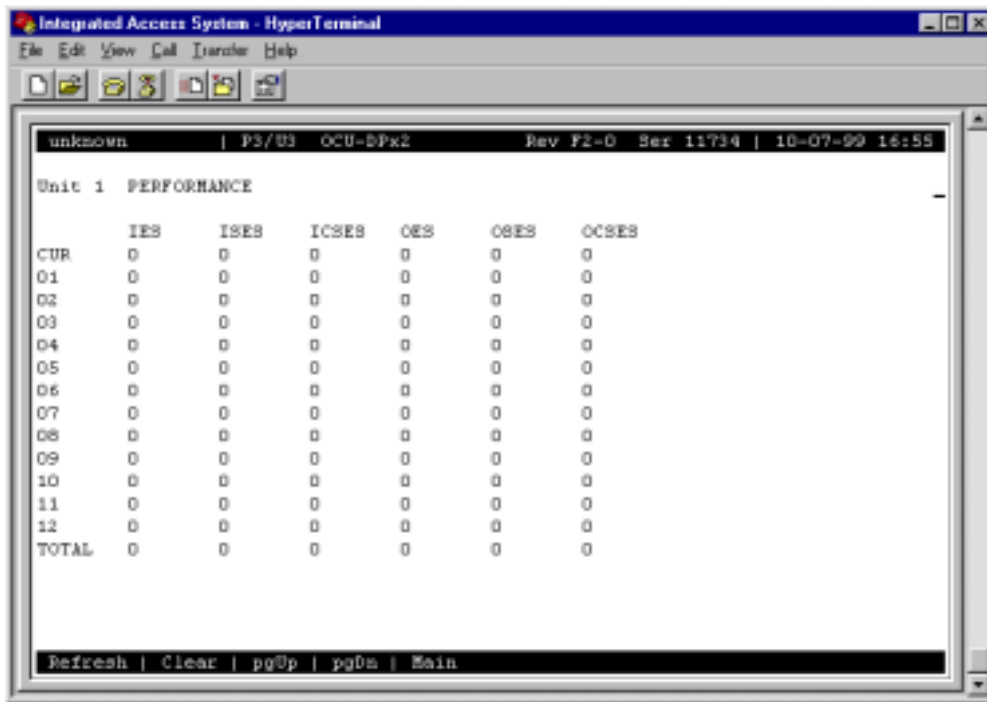 Integrated Access System - HyperTerminal
File Edit View Call Transfer Help
unknown | P3/U3 OCU-DPx2 Rev F2-0 Ser 11734 | 10-07-99 16:55
Unit 1 PERFORMANCE
IES ISES ICSES OES OSES OCSES
CUR 0 0 0 0 0 0
01 0 0 0 0 0 0
02 0 0 0 0 0 0
03 0 0 0 0 0 0
04 0 0 0 0 0 0
05 0 0 0 0 0 0
06 0 0 0 0 0 0
07 0 0 0 0 0 0
08 0 0 0 0 0 0
09 0 0 0 0 0 0
10 0 0 0 0 0 0
11 0 0 0 0 0 0
12 0 0 0 0 0 0
TOTAL 0 0 0 0 0 0
Refresh | Clear | pgUp | pgDn | Main